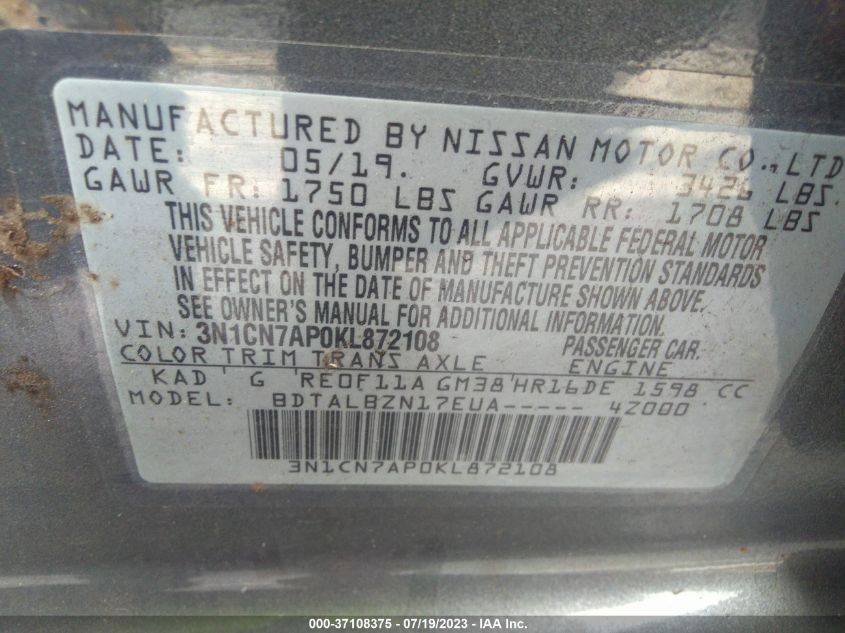 MANUFACTURED BY NISSAN MOTOR CO., LTD
DATE: 05/19. GVWR: 3426 LBS.
GAWR FR: 1750 LBS GAWR RR: 1708 LBS
THIS VEHICLE CONFORMS TO ALL APPLICABLE FEDERAL MOTOR
VEHICLE SAFETY, BUMPER AND THEFT PREVENTION STANDARDS
IN EFFECT ON THE DATE OF MANUFACTURE SHOWN ABOVE.
SEE OWNER'S MANUAL FOR ADDITIONAL INFORMATION.
VIN: 3N1CN7AP0KL872108 PASSENGER CAR.
COLOR TRIM TRANS AXLE ENGINE
KAD G RE0F11A GM38 HR16DE 1598 CC
MODEL: BDTALBZN17EUA----- 4Z000
3N1CN7AP0KL872108
000-37108375 - 07/19/2023 - IAA Inc.